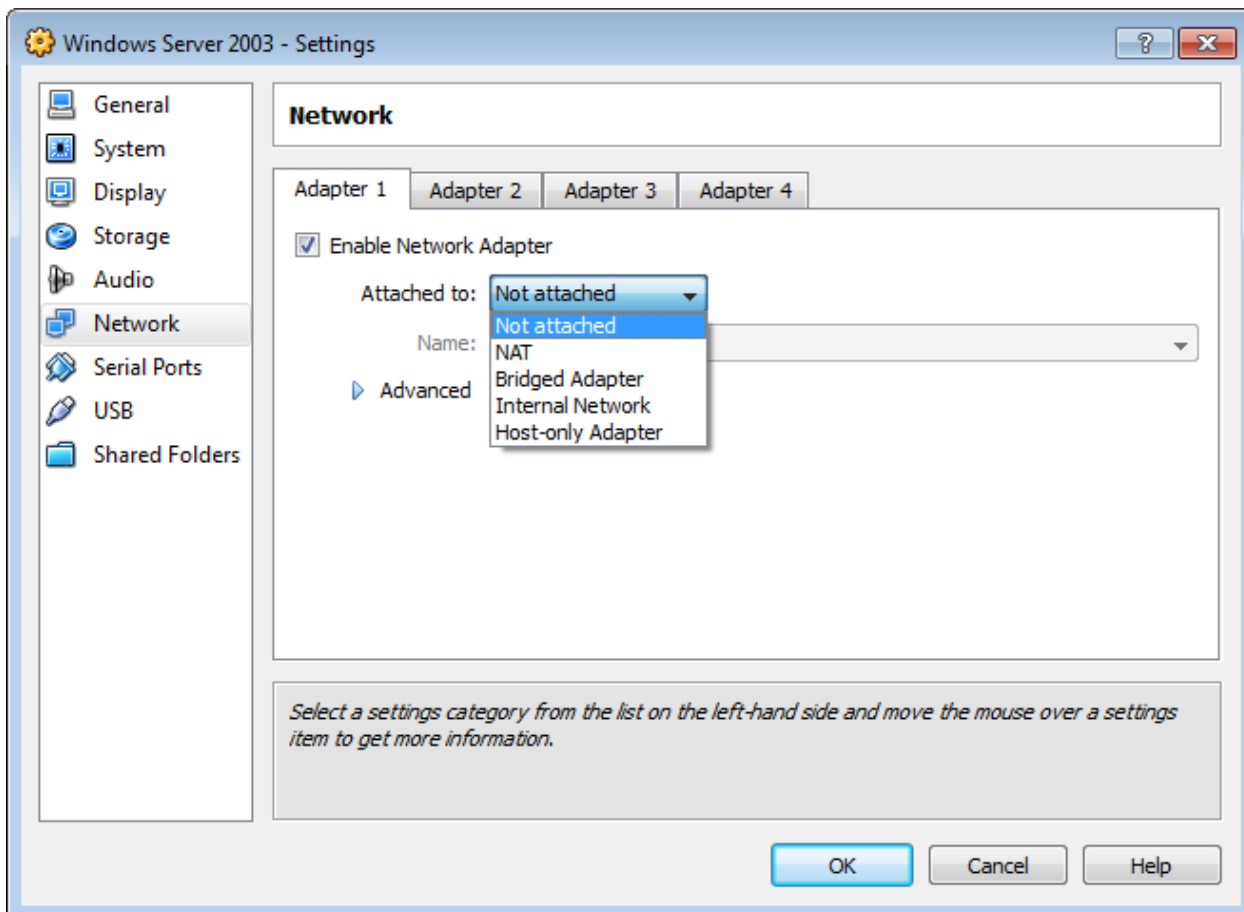 Windows Server 2003 - Settings
General
System
Display
Storage
Audio
Network
Serial Ports
USB
Shared Folders
Network
Adapter 1 Adapter 2 Adapter 3 Adapter 4
Enable Network Adapter
Attached to: Not attached
Not attached
Name:
NAT
Bridged Adapter
Advanced
Internal Network
Host-only Adapter
Select a settings category from the list on the left-hand side and move the mouse over a settings
item to get more information.
OK Cancel Help